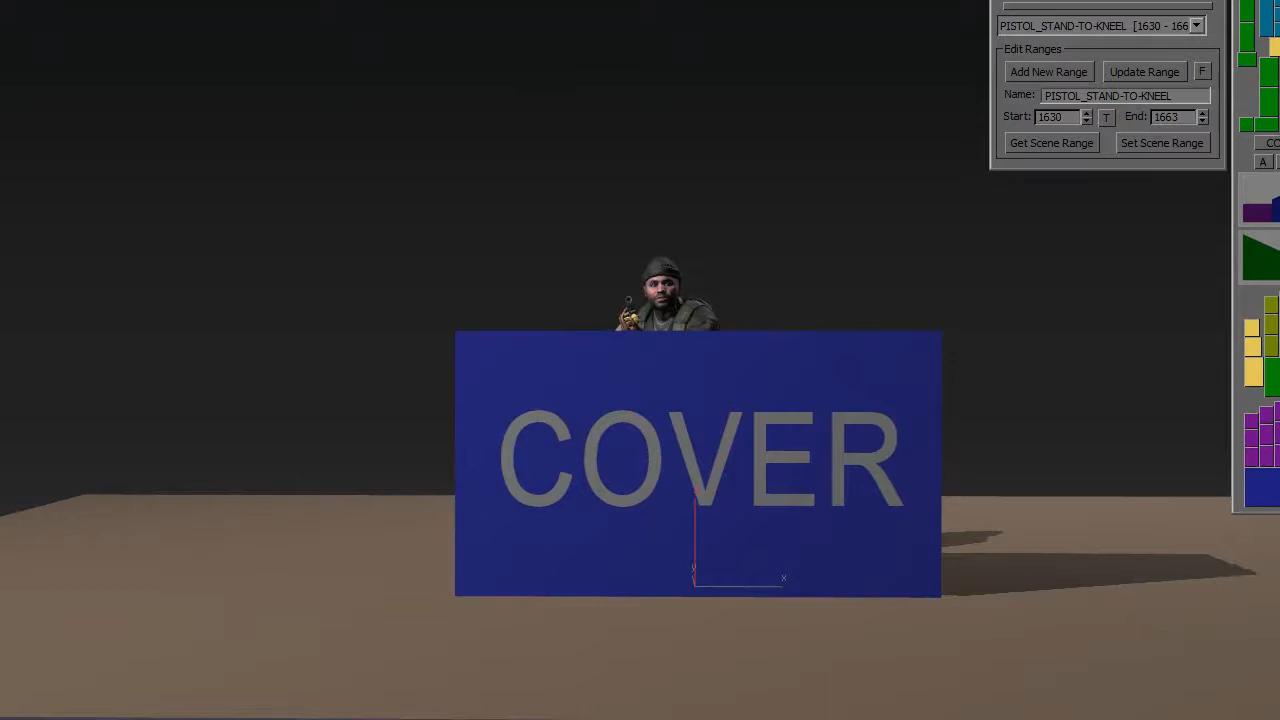 PISTOL_STAND-TO-KNEEL [1630 - 166
Edit Ranges
Add New Range Update Range F
Name: PISTOL_STAND-TO-KNEEL
Start: 1630 T End: 1663
Get Scene Range Set Scene Range
CO
A
COVER
y
x